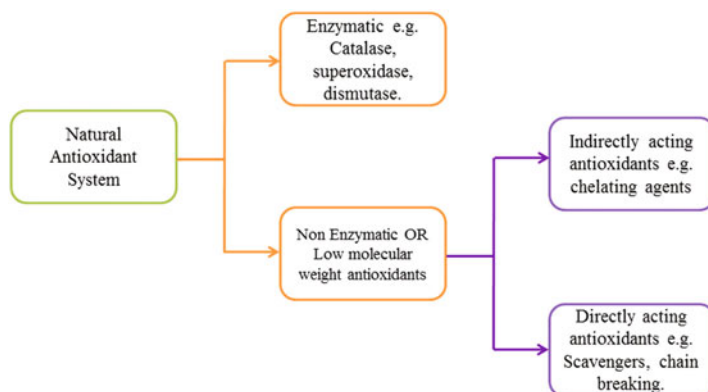 Enzymatic e.g.
Catalase,
superoxidase,
dismutase.
Natural
Antioxidant
System
Indirectly acting
antioxidants e.g.
chelating agents
Non Enzymatic OR
Low molecular
weight antioxidants
Directly acting
antioxidants e.g.
Scavengers, chain
breaking.